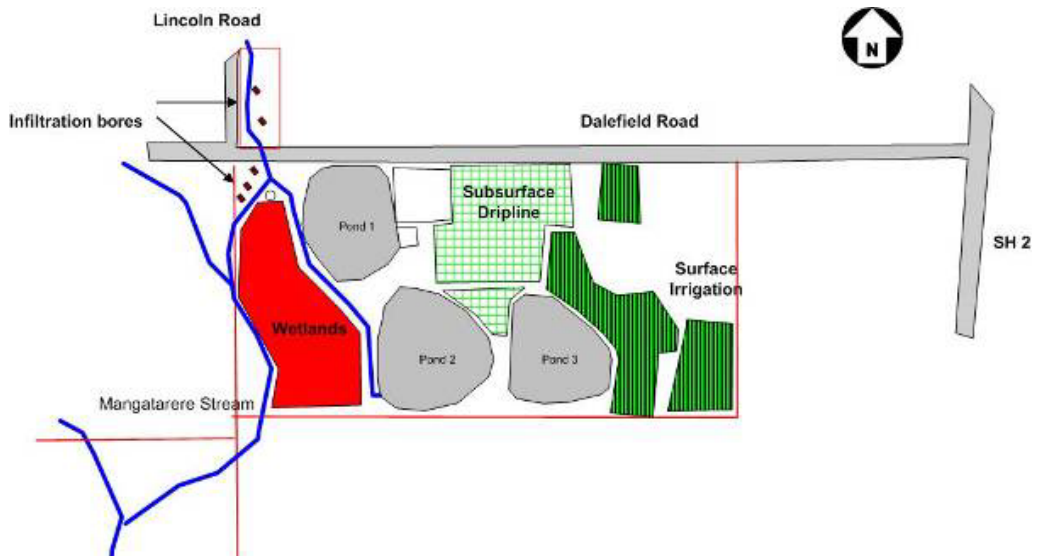 Lincoln Road
N
Infiltration bores
Dalefield Road
Subsurface
Dripline
Pond 1
SH 2
Surface
Irrigation
Wetlands
Pond 2
Pond 3
Mangatarere Stream